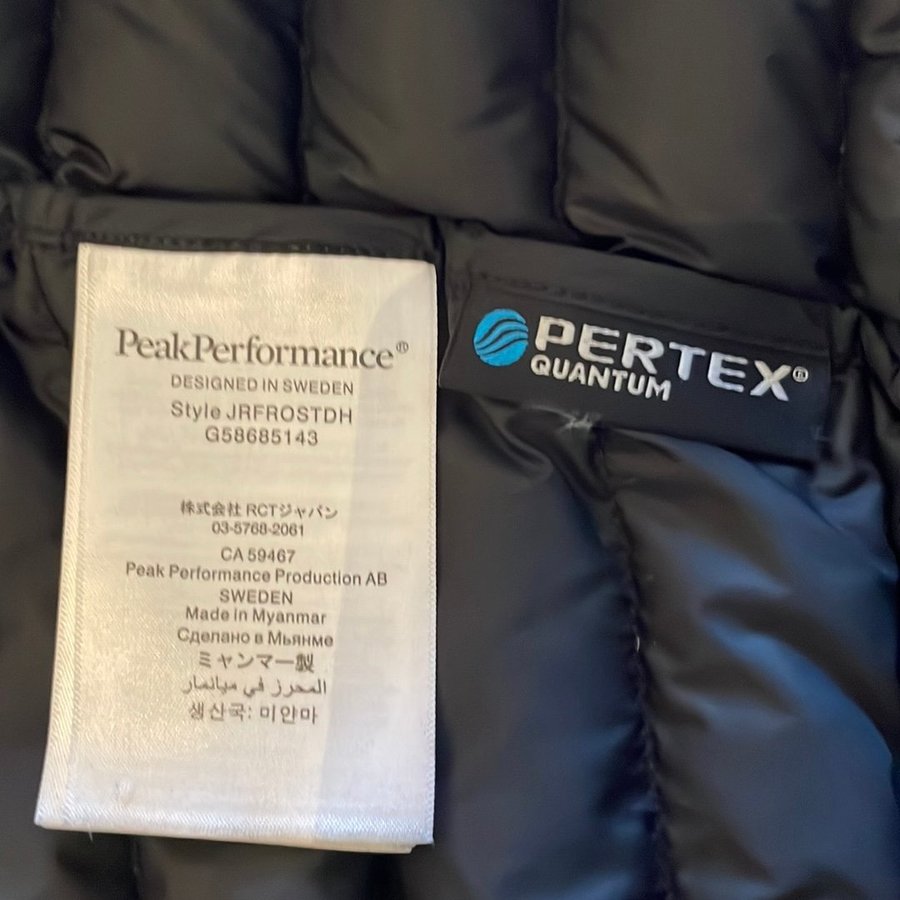 PeakPerformance®
DESIGNED IN SWEDEN
Style JRFROSTDH
G58685143
株式会社 RCTジャパン
03-5768-2061
CA 59467
Peak Performance Production AB
SWEDEN
Made in Myanmar
Сделано в Мьянме
ミャンマー製
المحرز في ميانمار
생산국: 미얀마
PERTEX®
QUANTUM